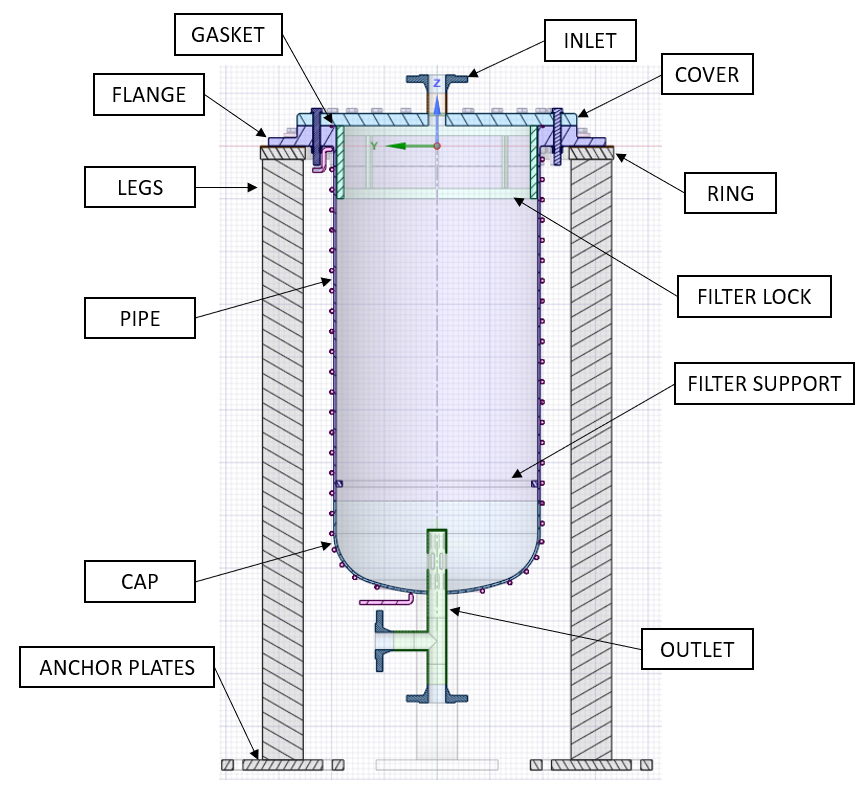 GASKET
INLET
COVER
FLANGE
Z
Y
LEGS
RING
FILTER LOCK
PIPE
FILTER SUPPORT
CAP
OUTLET
ANCHOR PLATES